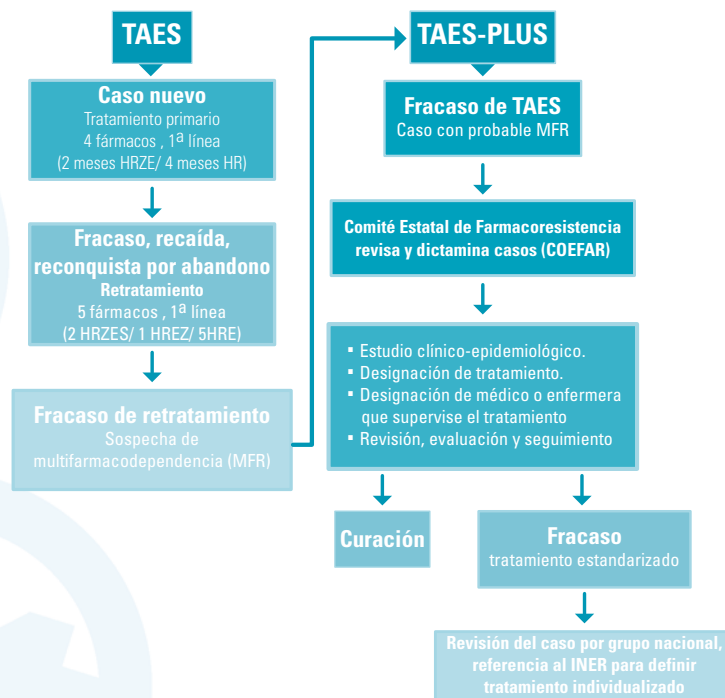 TAES
Caso nuevo
Tratamiento primario
4 fármacos , 1ª línea
(2 meses HRZE/ 4 meses HR)
Fracaso, recaída,
reconquista por abandono
Retratamiento
5 fármacos , 1ª línea
(2 HRZES/ 1 HREZ/ 5HRE)
Fracaso de retratamiento
Sospecha de
multifarmacodependencia (MFR)
TAES-PLUS
Fracaso de TAES
Caso con probable MFR
Comité Estatal de Farmacoresistencia
revisa y dictamina casos (COEFAR)
▪ Estudio clínico-epidemiológico.
▪ Designación de tratamiento.
▪ Designación de médico o enfermera
que supervise el tratamiento
▪ Revisión, evaluación y seguimiento
Curación
Fracaso
tratamiento estandarizado
Revisión del caso por grupo nacional,
referencia al INER para definir
tratamiento individualizado